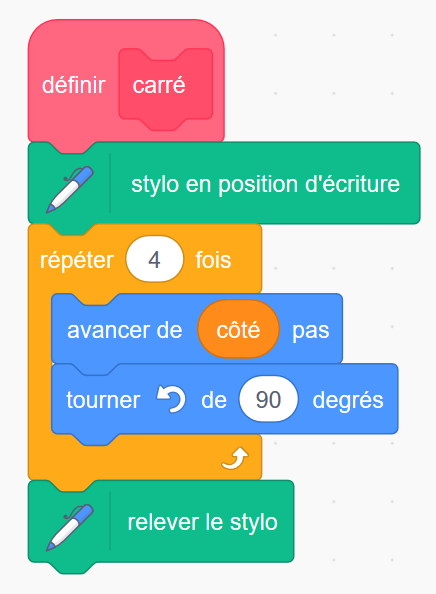 définir carré
stylo en position d'écriture
répéter 4 fois
avancer de côté pas
tourner de 90 degrés
relever le stylo